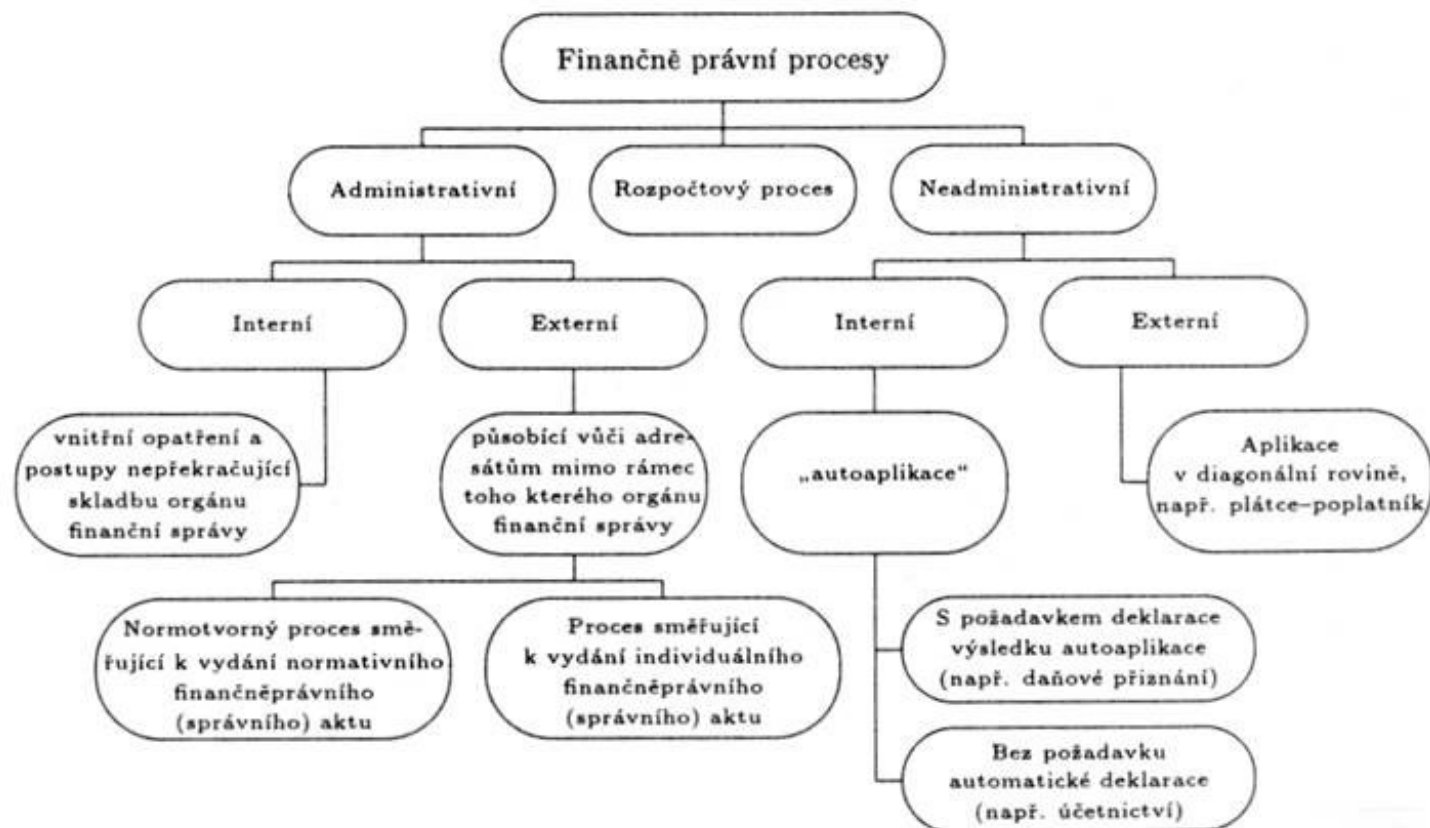 Finančně právní procesy
Administrativní
Rozpočtový proces
Neadministrativní
Interní
Externí
Interní
Externí
vnitřní opatření a
postupy nepřekračující
skladbu orgánu
finanční správy
působící vůči adre-
sátům mimo rámec
toho kterého orgánu
finanční správy
„autoaplikace“
Aplikace
v diagonální rovině,
např. plátce–poplatník
Normotvorný proces smě-
řující k vydání normativního
finančněprávního
(správního) aktu
Proces směřující
k vydání individuálního
finančněprávního
(správního) aktu
S požadavkem deklarace
výsledku autoaplikace
(např. daňové přiznání)
Bez požadavku
automatické deklarace
(např. účetnictví)